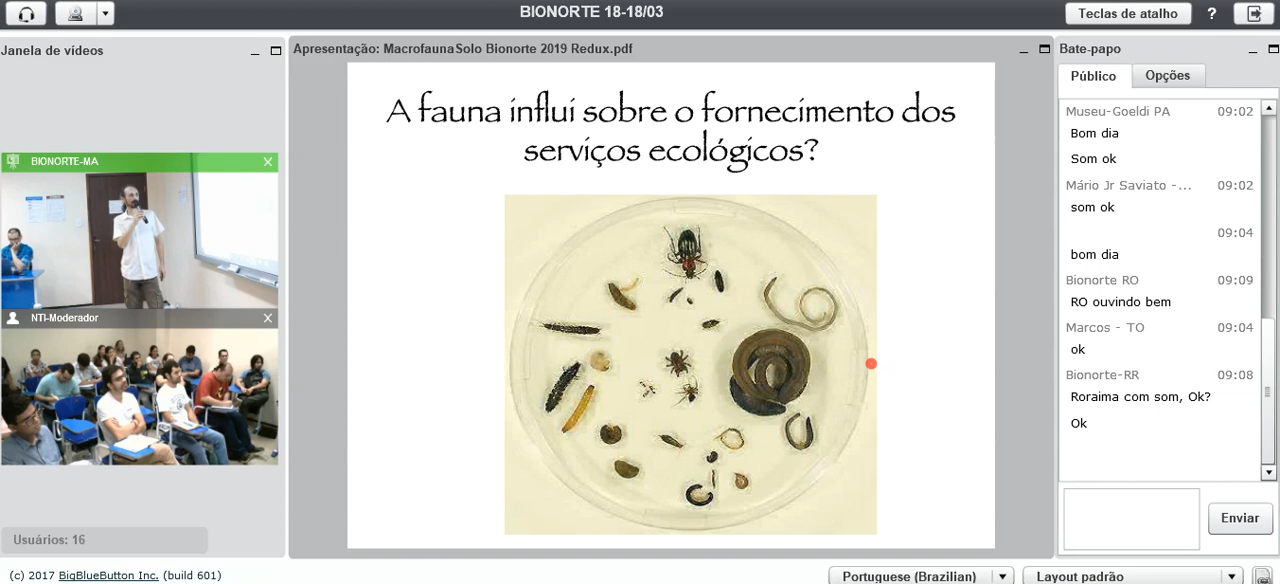 BIONORTE 18-18/03
Teclas de atalho
?
Janela de vídeos
BIONORTE-MA
NTI-Moderador
Usuários: 16
Apresentação: MacrofaunaSolo Bionorte 2019 Redux.pdf
A fauna influi sobre o fornecimento dos
serviços ecológicos?
Bate-papo
Público
Opções
Museu-Goeldi PA 09:02
Bom dia
Som ok
Mário Jr Saviato -... 09:02
som ok
09:04
bom dia
Bionorte RO 09:09
RO ouvindo bem
Marcos - TO 09:04
ok
Bionorte-RR 09:08
Roraima com som, Ok?
Ok
Enviar
(c) 2017 BigBlueButton Inc. (build 601)
Portuguese (Brazilian)
Layout padrão